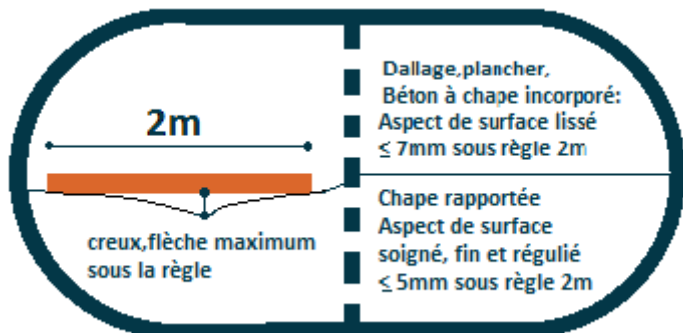 2m
creux,flèche maximum
sous la règle
Dallage,plancher,
Béton à chape incorporé:
Aspect de surface lissé
≤ 7mm sous règle 2m
Chape rapportée
Aspect de surface
soigné, fin et régulié
≤ 5mm sous règle 2m